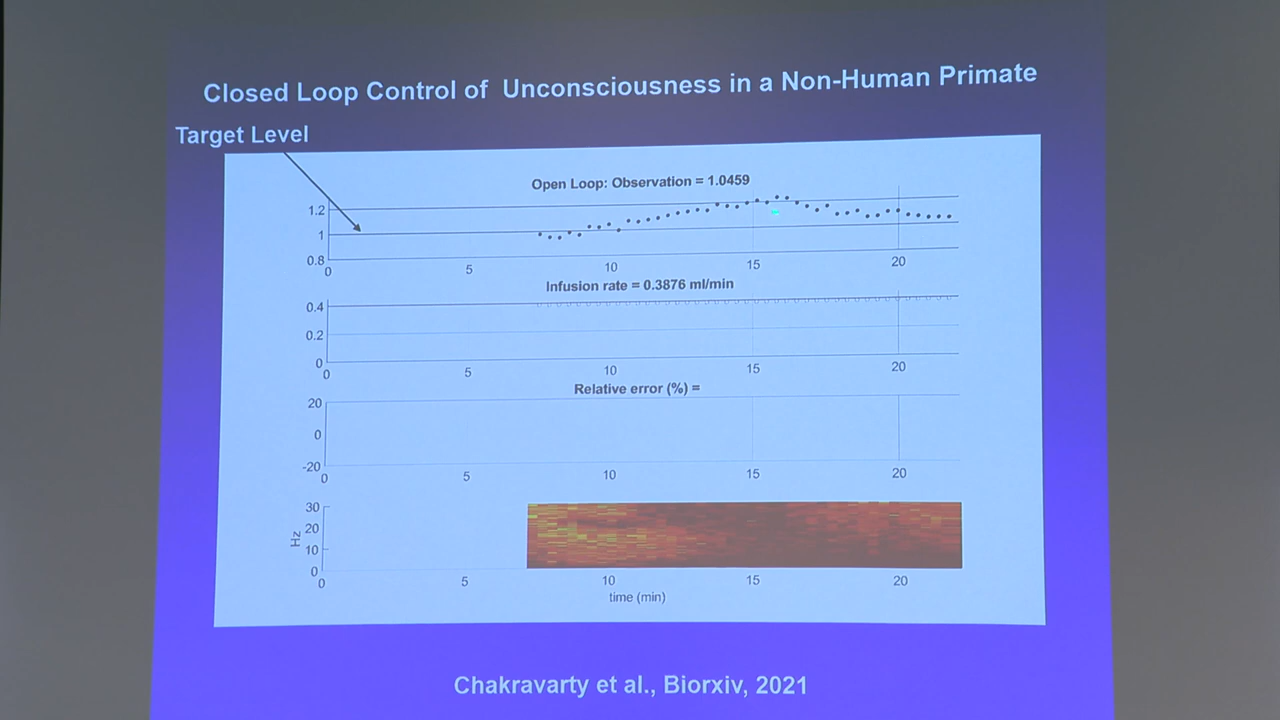 Closed Loop Control of Unconsciousness in a Non-Human Primate
Target Level
Open Loop: Observation = 1.0459
1.2
1
0.8
0 5 10 15 20
Infusion rate = 0.3876 ml/min
0.4
0.2
0
0 5 10 15 20
Relative error (%) =
20
0
-20
0 5 10 15 20
30
20
10
0
Hz
0 5 10 15 20
time (min)
Chakravarty et al., Biorxiv, 2021